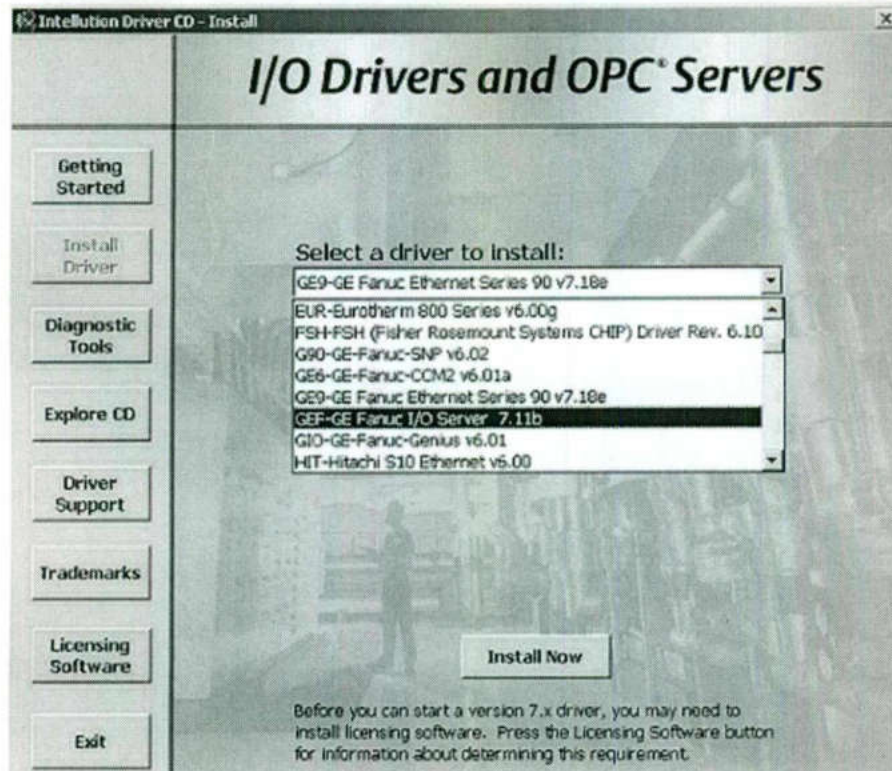 Intellution Driver CD - Install
I/O Drivers and OPC® Servers
Getting
Started
Install
Driver
Diagnostic
Tools
Explore CD
Driver
Support
Trademarks
Licensing
Software
Exit
Select a driver to install:
GE9-GE Fanuc Ethernet Series 90 v7.18e
EUR-Eurotherm 800 Series v6.00g
FSH-FSH (Fisher Rosemount Systems CHIP) Driver Rev. 6.10
G90-GE-Fanuc-SNP v6.02
GE6-GE-Fanuc-CCM2 v6.01a
GE9-GE Fanuc Ethernet Series 90 v7.18e
GEF-GE Fanuc I/O Server 7.11b
GIO-GE-Fanuc-Genius v6.01
HIT-Hitachi S10 Ethernet v6.00
Install Now
Before you can start a version 7.x driver, you may need to
install licensing software. Press the Licensing Software button
for information about determining this requirement.